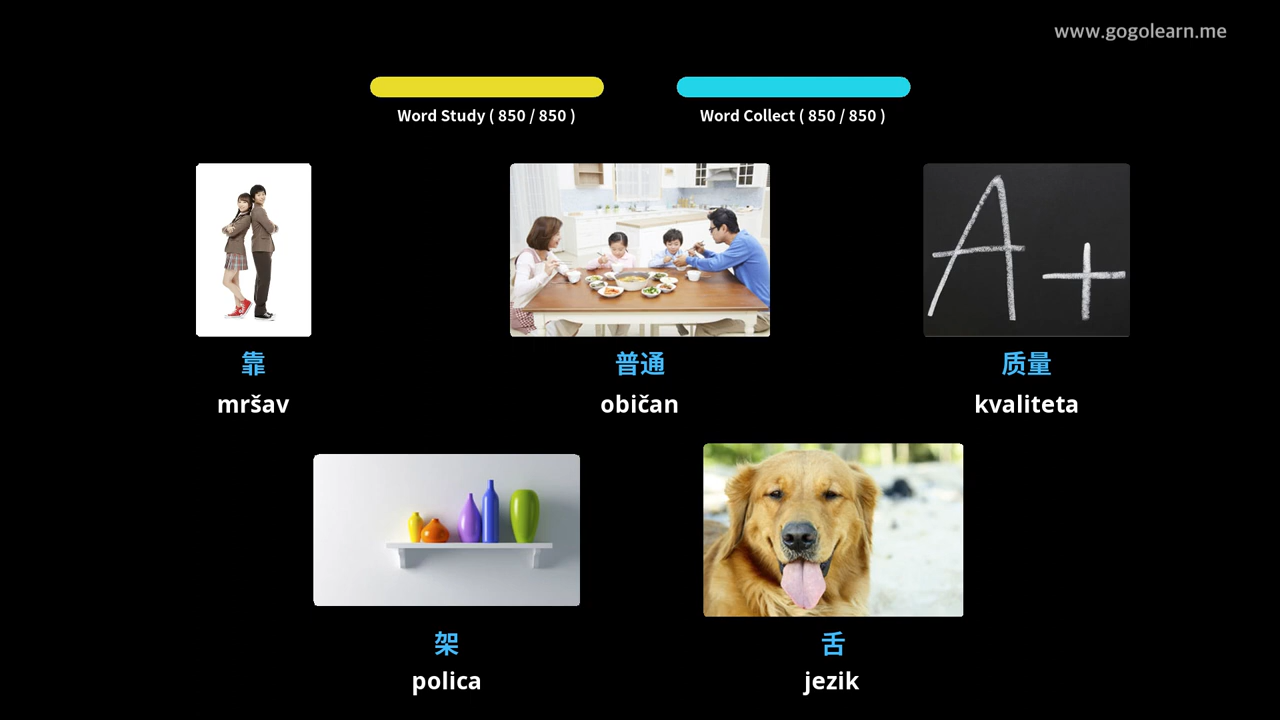 www.gogolearn.me
Word Study ( 850 / 850 )
Word Collect ( 850 / 850 )
靠
普通
质量
mršav
običan
kvaliteta
A+
架
舌
polica
jezik